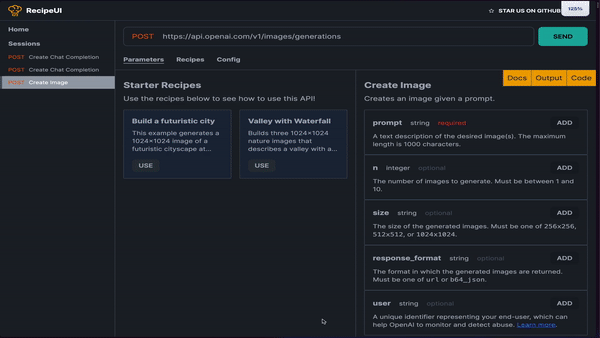 RecipeUI
STAR US ON GITHUB
125%
Home
Sessions
POST Create Chat Completion
POST Create Chat Completion
POST Create Image
POST https://api.openai.com/v1/images/generations
SEND
Parameters Recipes Config
Docs Output Code
Starter Recipes
Use the recipes below to see how to use this API!
Build a futuristic city
This example generates a
1024x1024 image of a
futuristic cityscape at...
USE
Valley with Waterfall
Builds three 1024x1024
nature images that
describes a valley with a...
USE
Create Image
Creates an image given a prompt.
prompt string required ADD
A text description of the desired image(s). The maximum
length is 1000 characters.
n integer optional ADD
The number of images to generate. Must be between 1 and
10.
size string optional ADD
The size of the generated images. Must be one of 256x256,
512x512, or 1024x1024.
response_format string optional ADD
The format in which the generated images are returned.
Must be one of url or b64_json.
user string optional ADD
A unique identifier representing your end-user, which can
help OpenAI to monitor and detect abuse. Learn more.